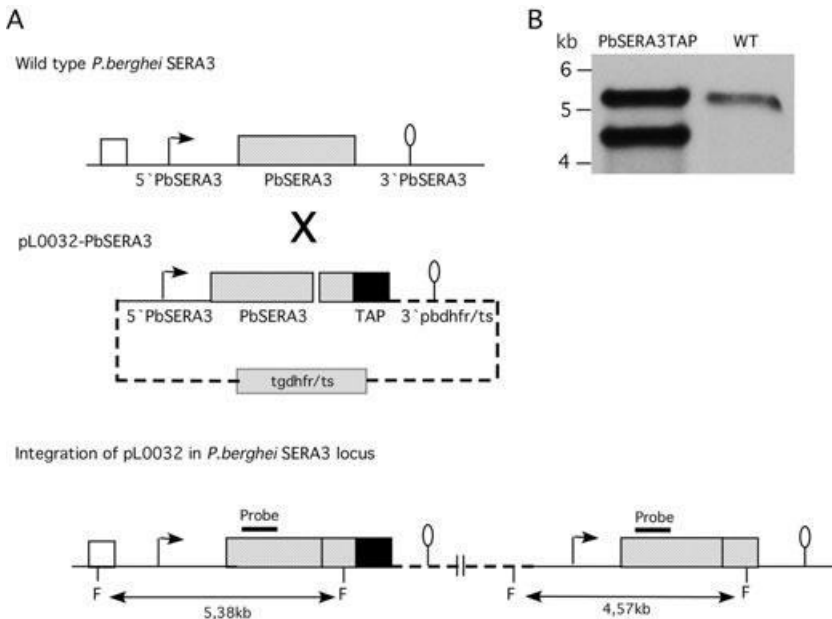 A
Wild type P.berghei SERA3
5`PbSERA3 PbSERA3 3`PbSERA3
X
pL0032-PbSERA3
5`PbSERA3 PbSERA3 TAP 3`pbdhfr/ts
tgdhfr/ts
Integration of pL0032 in P.berghei SERA3 locus
Probe Probe
F F F F
5,38kb 4,57kb
B
kb PbSERA3TAP WT
6
5
4